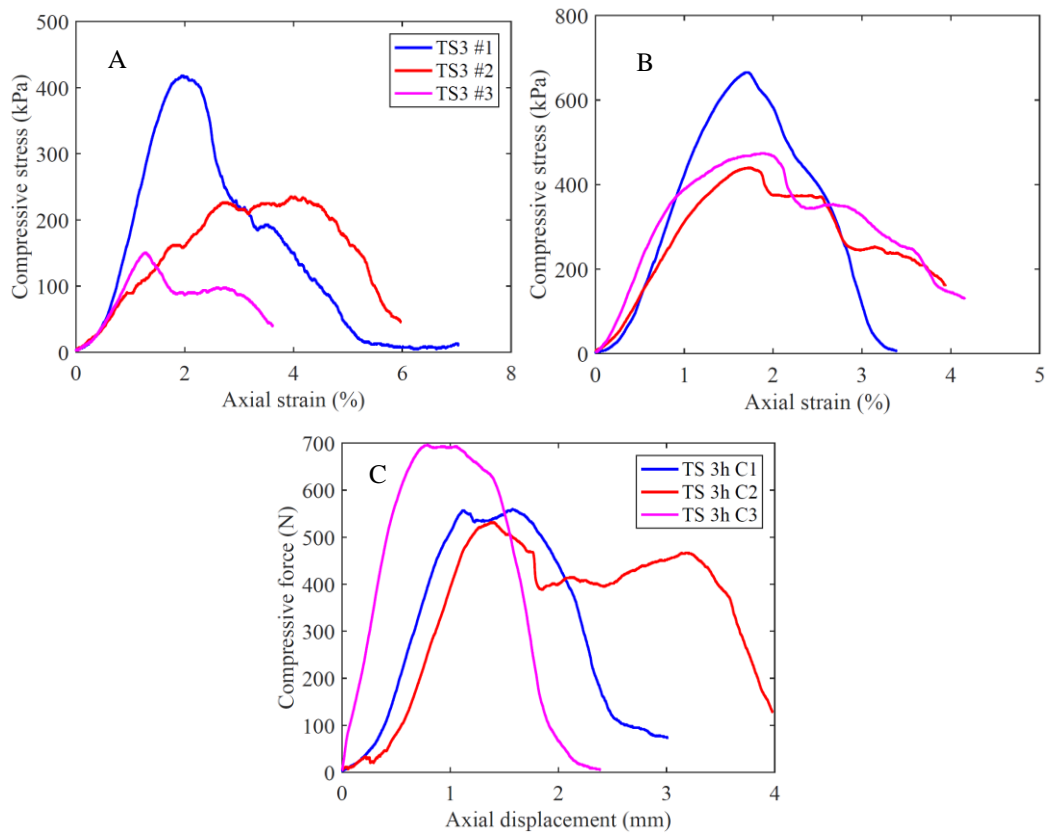 A
TS3 #1
TS3 #2
TS3 #3
Compressive stress (kPa)
500
400
300
200
100
0
0 2 4 6 8
Axial strain (%)
B
Compressive stress (kPa)
800
600
400
200
0
0 1 2 3 4 5
Axial strain (%)
C
TS 3h C1
TS 3h C2
TS 3h C3
Compressive force (N)
700
600
500
400
300
200
100
0
0 1 2 3 4
Axial displacement (mm)